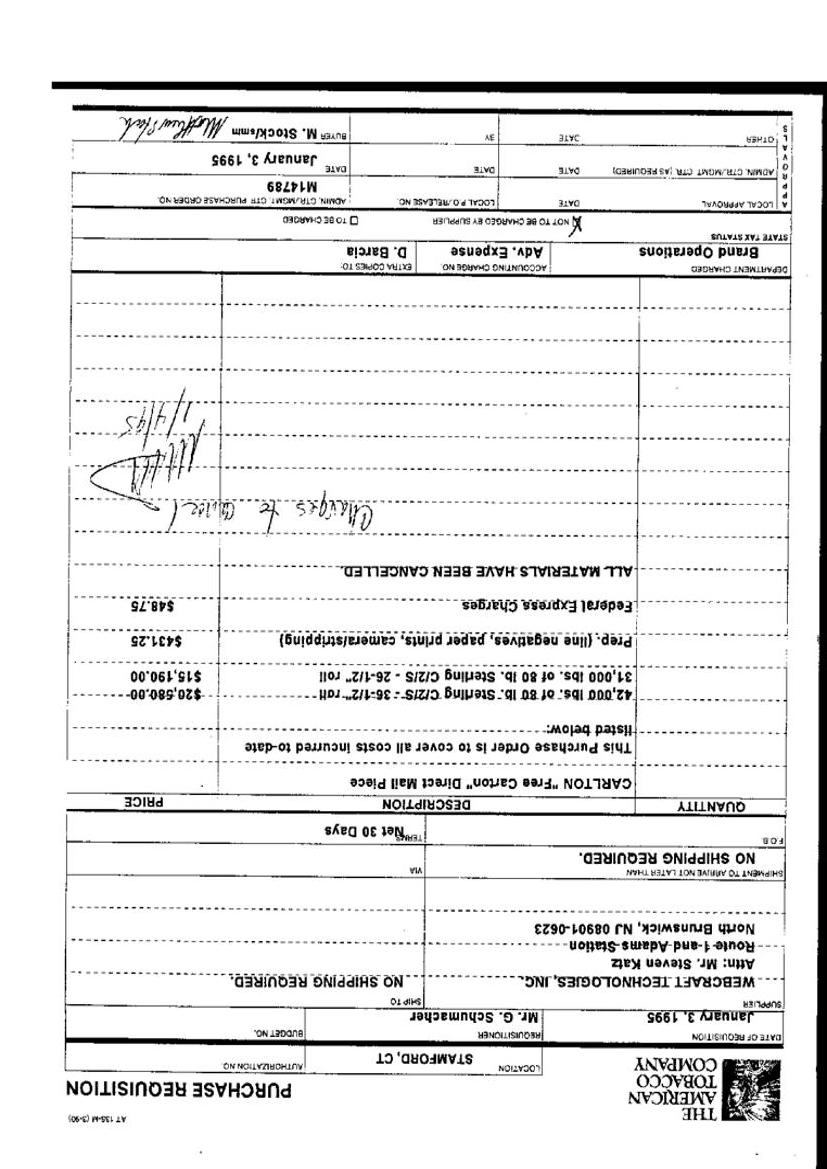 AT 135-M (3-90)
THE
AMERICAN
TOBACCO
COMPANY
PURCHASE REQUISITION
LOCATION
STAMFORD, CT
AUTHORIZATION NO.
DATE OF REQUISITION
January 3, 1995
REQUISITIONER
Mr. G. Schumacher
BUDGET NO.
SUPPLIER
WEBCRAFT TECHNOLOGIES, INC.
Attn: Mr. Steven Katz
Route 1 and Adams Station
North Brunswick, NJ 08901-0623
SHIP TO
NO SHIPPING REQUIRED.
SHIPMENT TO ARRIVE NOT LATER THAN
NO SHIPPING REQUIRED.
VIA
F.O.B.
TERMS
Net 30 Days
QUANTITY DESCRIPTION PRICE
CARLTON "Free Carton" Direct Mail Piece
This Purchase Order is to cover all costs incurred to-date
listed below:
42,000 lbs. of 80 lb. Sterling C/2/S - 36-1/2" roll $20,580.00
31,000 lbs. of 80 lb. Sterling C/2/S - 26-1/2" roll $15,190.00
Prep. (line negatives, paper prints, camera/stripping) $431.25
Federal Express Charges $48.75
ALL MATERIALS HAVE BEEN CANCELLED.
Charges to
1/4/95
DEPARTMENT CHARGED
Brand Operations
ACCOUNTING CHARGE NO.
Adv. Expense
EXTRA COPIES TO:
D. Barcia
STATE TAX STATUS
X NOT TO BE CHARGED BY SUPPLIER
TO BE CHARGED
APPROVALS
LOCAL APPROVAL DATE
LOCAL P.O./RELEASE NO.
ADMIN. CTR./MGMT. CTR. PURCHASE ORDER NO.
M14789
ADMIN. CTR./MGMT. CTR. (AS REQUIRED) DATE
DATE
DATE
January 3, 1995
OTHER DATE
BY
BUYER M. Stock/smm